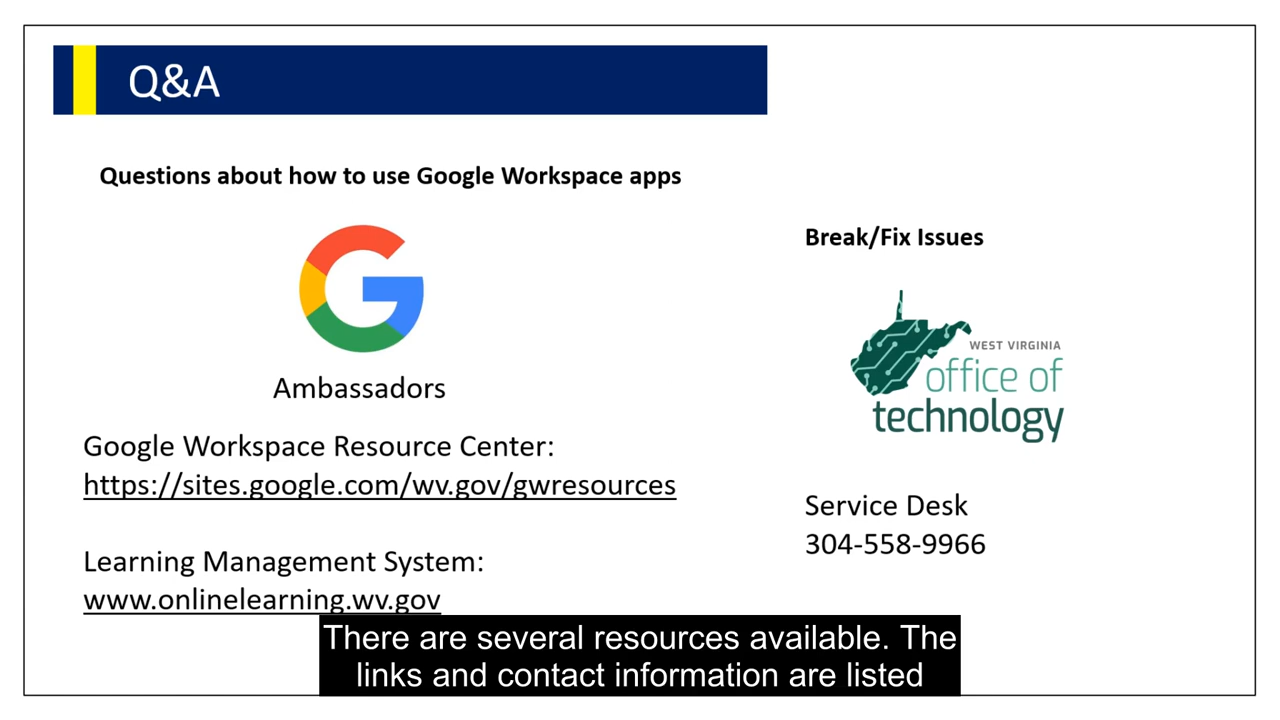 Q&A
Questions about how to use Google Workspace apps
Ambassadors
Google Workspace Resource Center:
https://sites.google.com/wv.gov/gwresources
Learning Management System:
www.onlinelearning.wv.gov
Break/Fix Issues
WEST VIRGINIA
office of
technology
Service Desk
304-558-9966
There are several resources available. The
links and contact information are listed